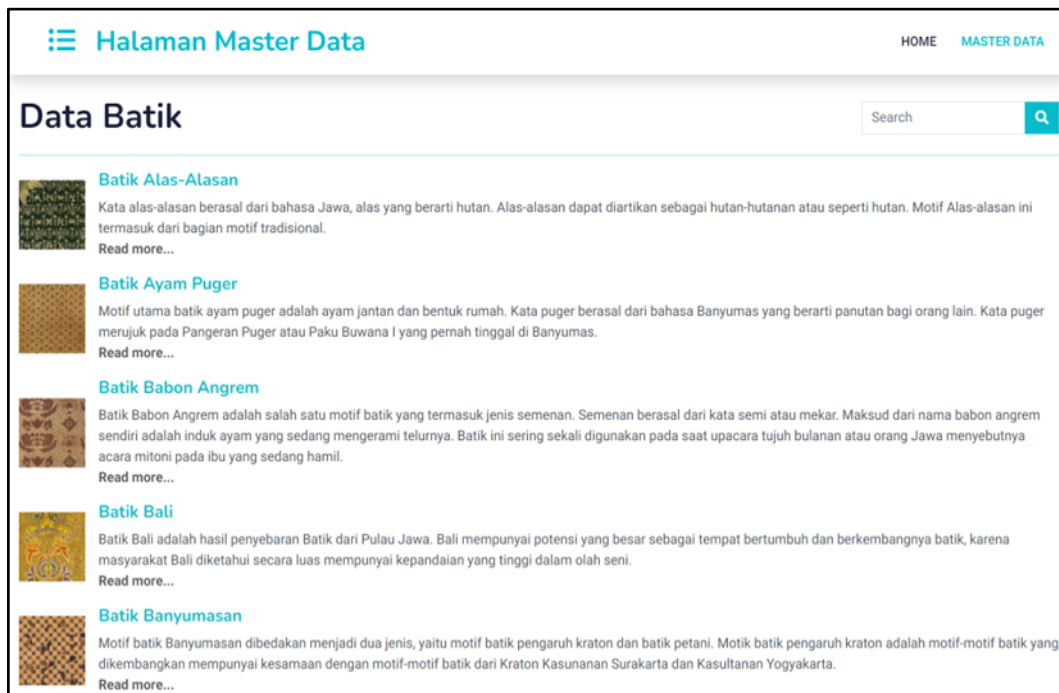 Halaman Master Data
HOME
MASTER DATA
Data Batik
Search
Batik Alas-Alasan
Kata alas-alasan berasal dari bahasa Jawa, alas yang berarti hutan. Alas-alasan dapat diartikan sebagai hutan-hutanan atau seperti hutan. Motif Alas-alasan ini
termasuk dari bagian motif tradisional.
Read more...
Batik Ayam Puger
Motif utama batik ayam puger adalah ayam jantan dan bentuk rumah. Kata puger berasal dari bahasa Banyumas yang berarti panutan bagi orang lain. Kata puger
merujuk pada Pangeran Puger atau Paku Buwana I yang pernah tinggal di Banyumas.
Read more...
Batik Babon Angrem
Batik Babon Angrem adalah salah satu motif batik yang termasuk jenis semenan. Semenan berasal dari kata semi atau mekar. Maksud dari nama babon angrem
sendiri adalah induk ayam yang sedang mengerami telurnya. Batik ini sering sekali digunakan pada saat upacara tujuh bulanan atau orang Jawa menyebutnya
acara mitoni pada ibu yang sedang hamil.
Read more...
Batik Bali
Batik Bali adalah hasil penyebaran Batik dari Pulau Jawa. Bali mempunyai potensi yang besar sebagai tempat bertumbuh dan berkembangnya batik, karena
masyarakat Bali diketahui secara luas mempunyai kepandaian yang tinggi dalam olah seni.
Read more...
Batik Banyumasan
Motif batik Banyumasan dibedakan menjadi dua jenis, yaitu motif batik pengaruh kraton dan batik petani. Motik batik pengaruh kraton adalah motif-motif batik yang
dikembangkan mempunyai kesamaan dengan motif-motif batik dari Kraton Kasunanan Surakarta dan Kasultanan Yogyakarta.
Read more...